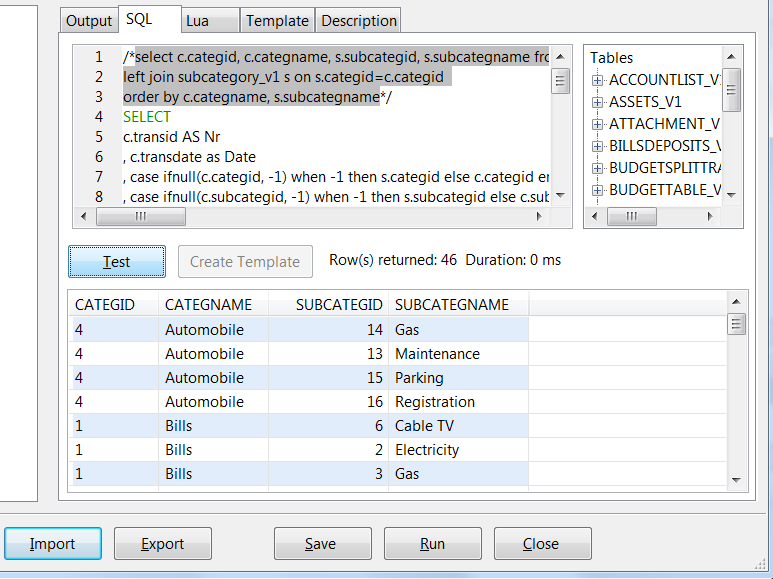 Output SQL Lua Template Description
1 /*select c.categid, c.categname, s.subcategid, s.subcategname fro
2 left join subcategory_v1 s on s.categid=c.categid
3 order by c.categname, s.subcategname*/
4 SELECT
5 c.transid AS Nr
6 , c.transdate as Date
7 , case ifnull(c.categid, -1) when -1 then s.categid else c.categid en
8 , case ifnull(c.subcategid, -1) when -1 then s.subcategid else c.sub
Tables
ACCOUNTLIST_V1
ASSETS_V1
ATTACHMENT_V
BILLSDEPOSITS_V
BUDGETSPLITTRA
BUDGETTABLE_V
Test Create Template Row(s) returned: 46 Duration: 0 ms
CATEGID CATEGNAME SUBCATEGID SUBCATEGNAME
4 Automobile 14 Gas
4 Automobile 13 Maintenance
4 Automobile 15 Parking
4 Automobile 16 Registration
1 Bills 6 Cable TV
1 Bills 2 Electricity
1 Bills 3 Gas
Import Export Save Run Close